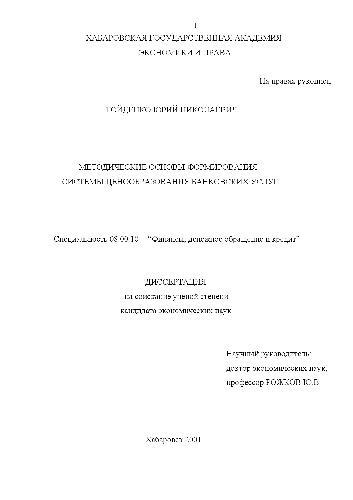 1
ХАБАРОВСКАЯ ГОСУДАРСТВЕННАЯ АКАДЕМИЯ
ЭКОНОМИКИ И ПРАВА
На правах рукописи
ЮРИЙ НИКОЛАЕВИЧ
МЕТОДИЧЕСКИЕ ОСНОВЫ ФОРМИРОВАНИЯ
СИСТЕМЫ ЦЕНООБРАЗОВАНИЯ БАНКОВСКИХ УСЛУГ
Специальность 08.00.10 – "Финансы, денежное обращение и кредит"
ДИССЕРТАЦИЯ
на соискание ученой степени
кандидата экономических наук
Научный руководитель:
доктор экономических наук,
профессор РОЖКОВ Ю.В.
Хабаровск 2001